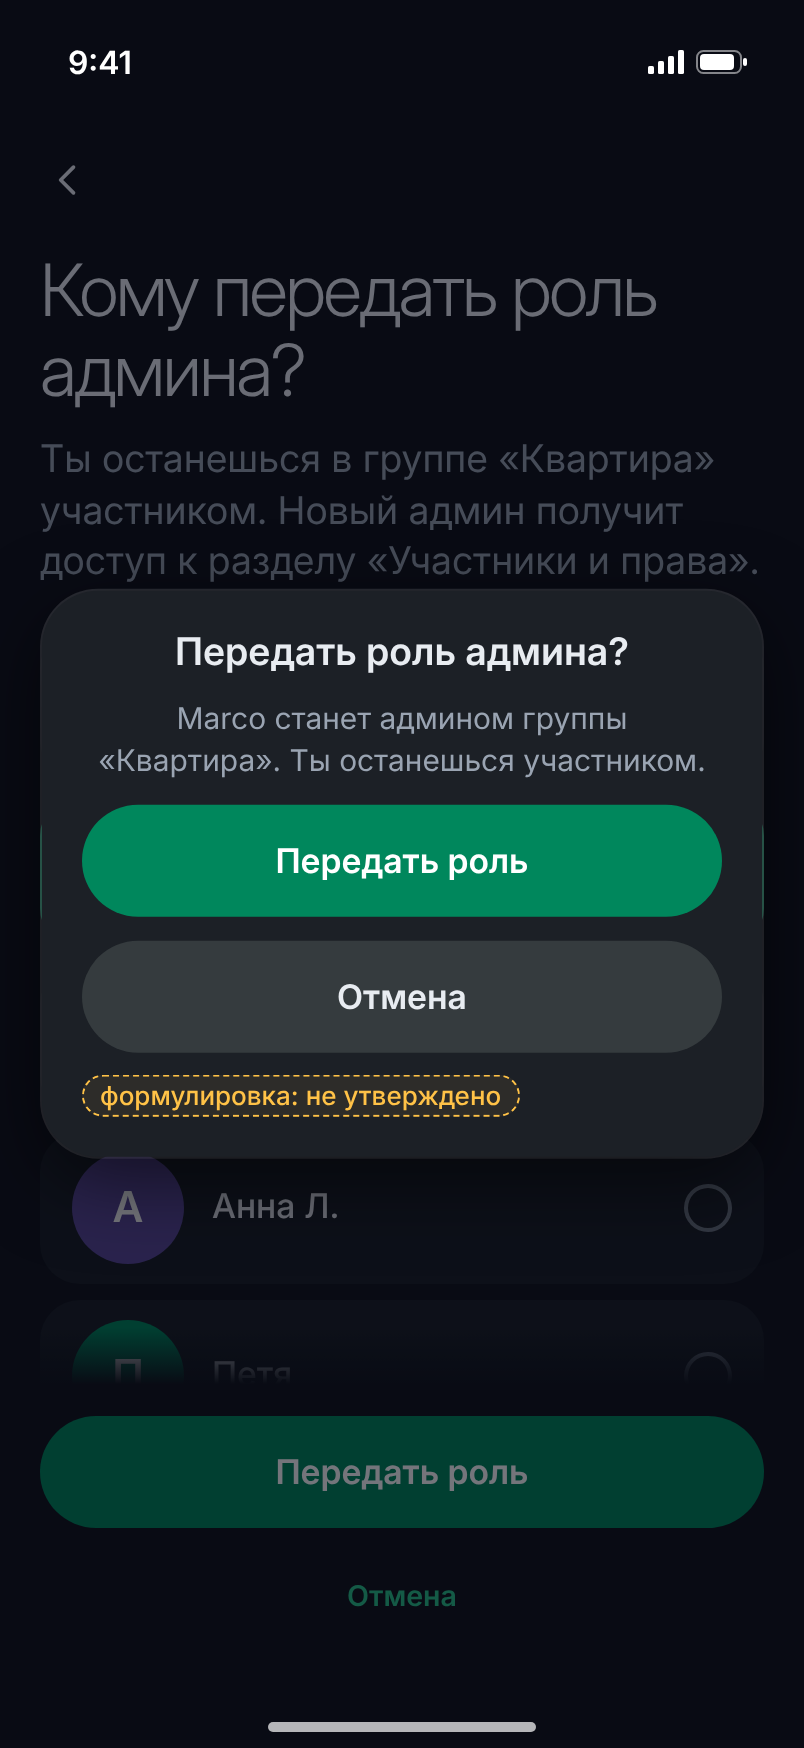 9:41
Кому передать роль
админа?
Ты останешься в группе «Квартира»
участником. Новый админ получит
доступ к разделу «Участники и права».
Передать роль админа?
Marco станет админом группы
«Квартира». Ты останешься участником.
Передать роль
Отмена
формулировка: не утверждено
А
Анна Л.
П
Петя
Передать роль
Отмена